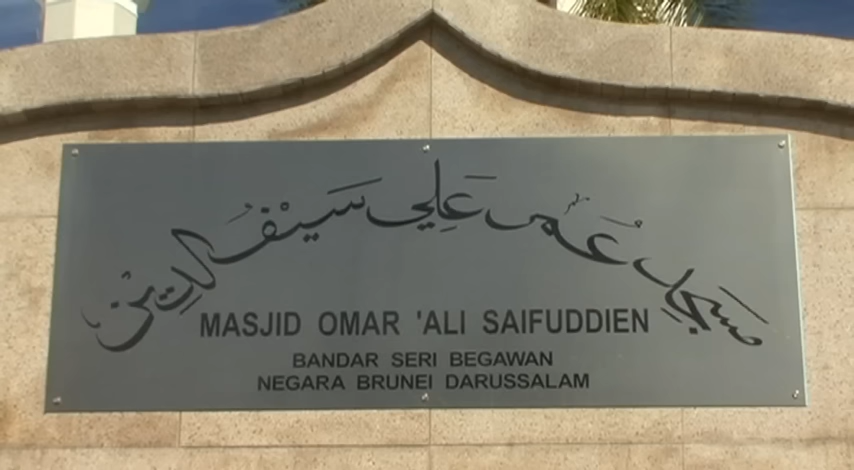 مسجد عمر علي سيف الدين
MASJID OMAR 'ALI SAIFUDDIEN
BANDAR SERI BEGAWAN
NEGARA BRUNEI DARUSSALAM